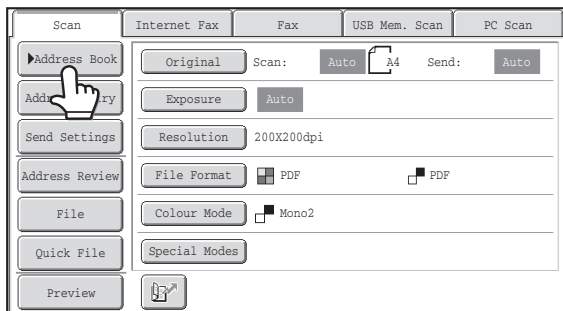 Scan Internet Fax Fax USB Mem. Scan PC Scan
Address Book
Original Scan: Auto A4 Send: Auto
Exposure Auto
Send Settings
Resolution 200X200dpi
Address Review
File Format PDF PDF
File
Colour Mode Mono2
Quick File
Special Modes
Preview